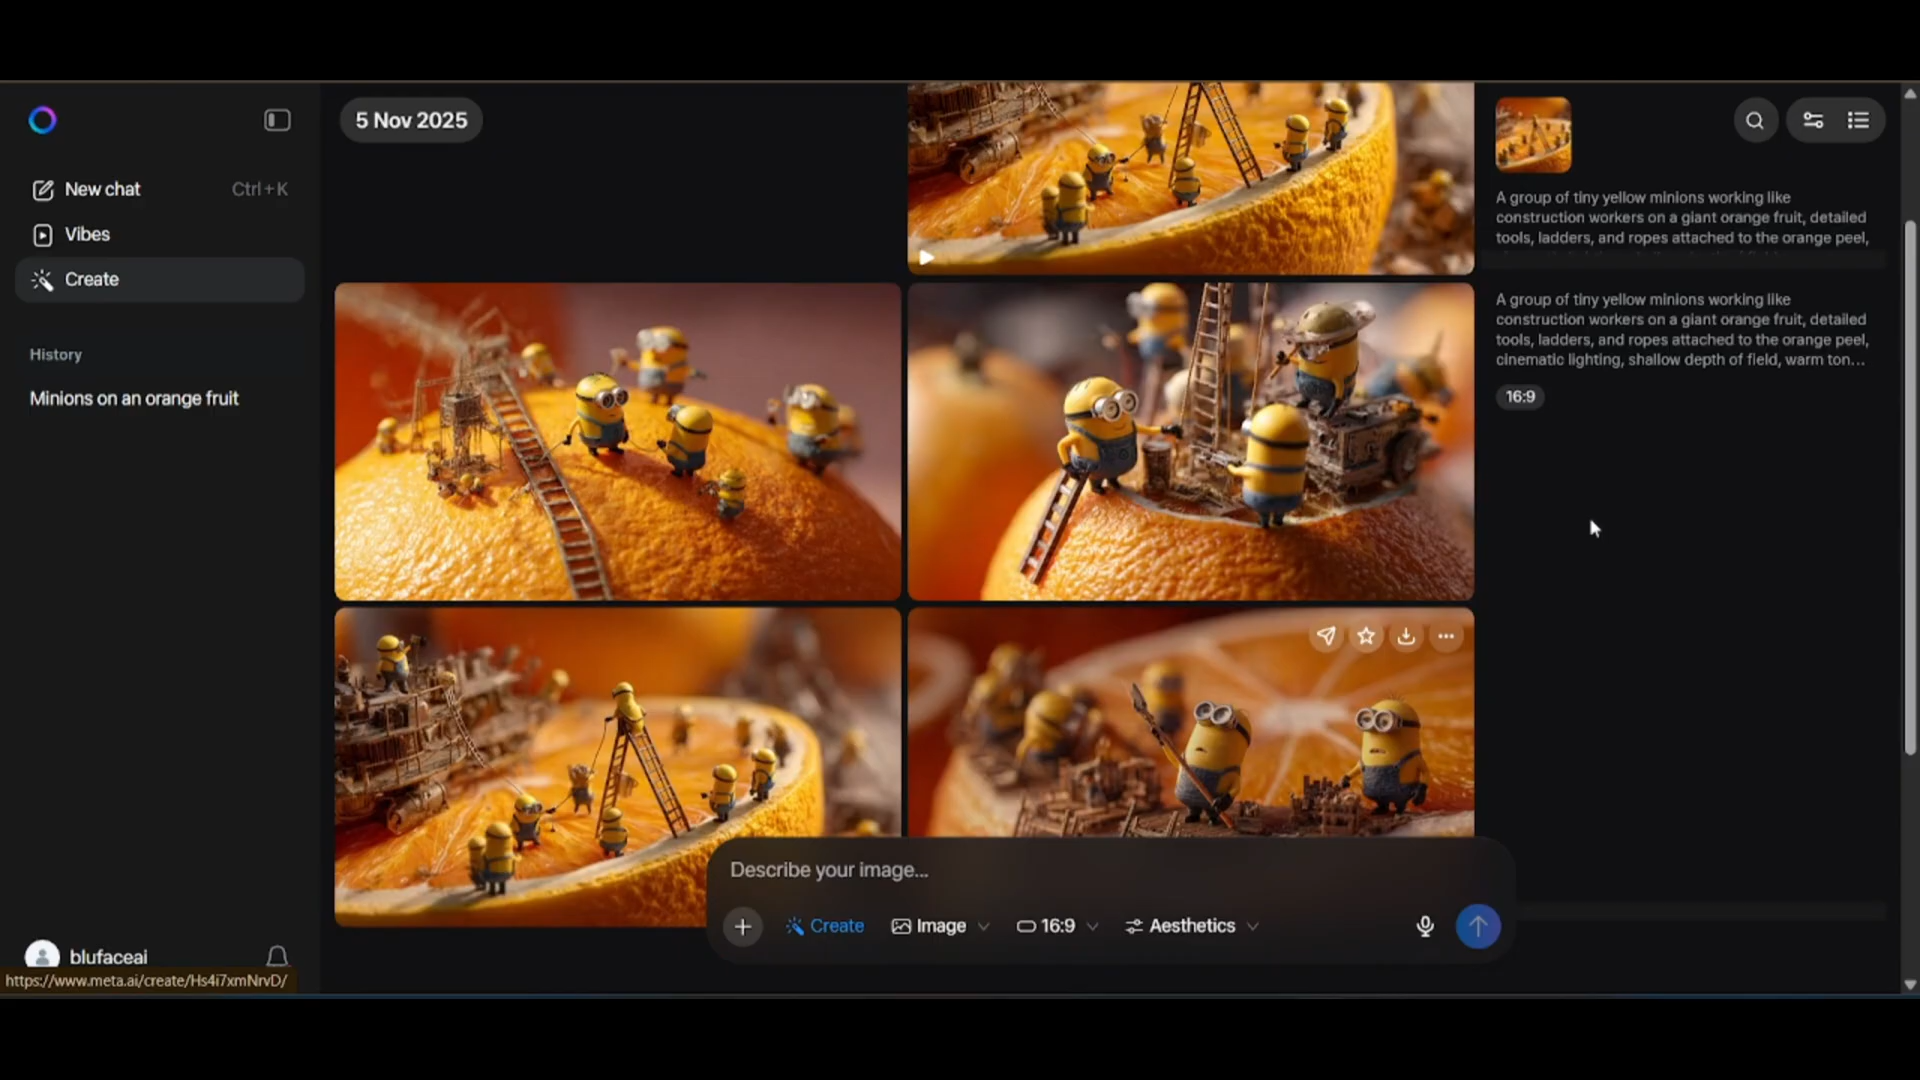 5 Nov 2025
New chat
Ctrl+K
Vibes
Create
History
Minions on an orange fruit
A group of tiny yellow minions working like
construction workers on a giant orange fruit, detailed
tools, ladders, and ropes attached to the orange peel,
A group of tiny yellow minions working like
construction workers on a giant orange fruit, detailed
tools, ladders, and ropes attached to the orange peel,
cinematic lighting, shallow depth of field, warm ton...
16:9
Describe your image...
Create
Image
16:9
Aesthetics
blufaceai
https://www.meta.ai/create/Hs4i7xmNrvD/